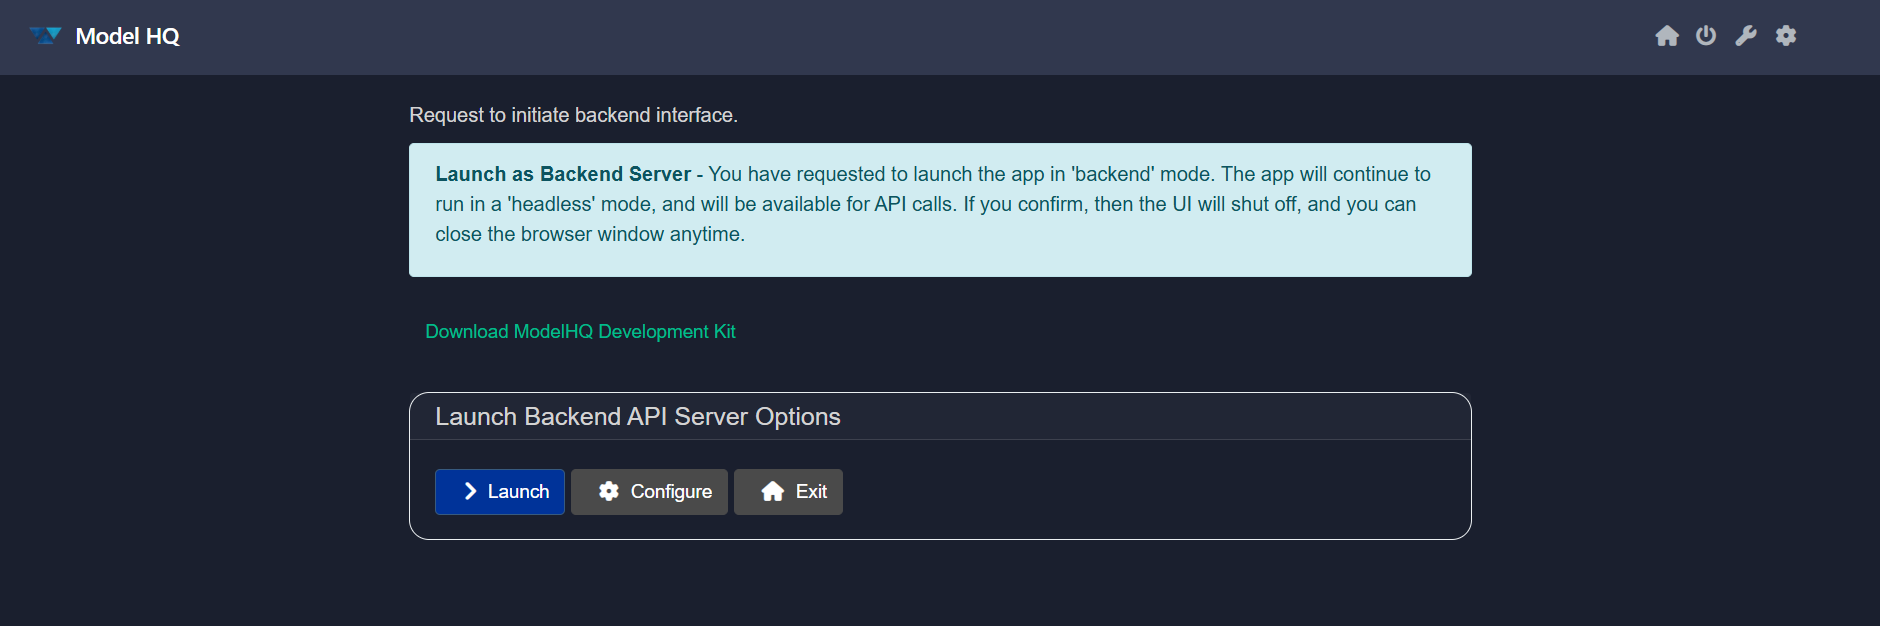 Model HQ
Request to initiate backend interface.
Launch as Backend Server - You have requested to launch the app in 'backend' mode. The app will continue to
run in a 'headless' mode, and will be available for API calls. If you confirm, then the UI will shut off, and you can
close the browser window anytime.
Download ModelHQ Development Kit
Launch Backend API Server Options
Launch Configure Exit